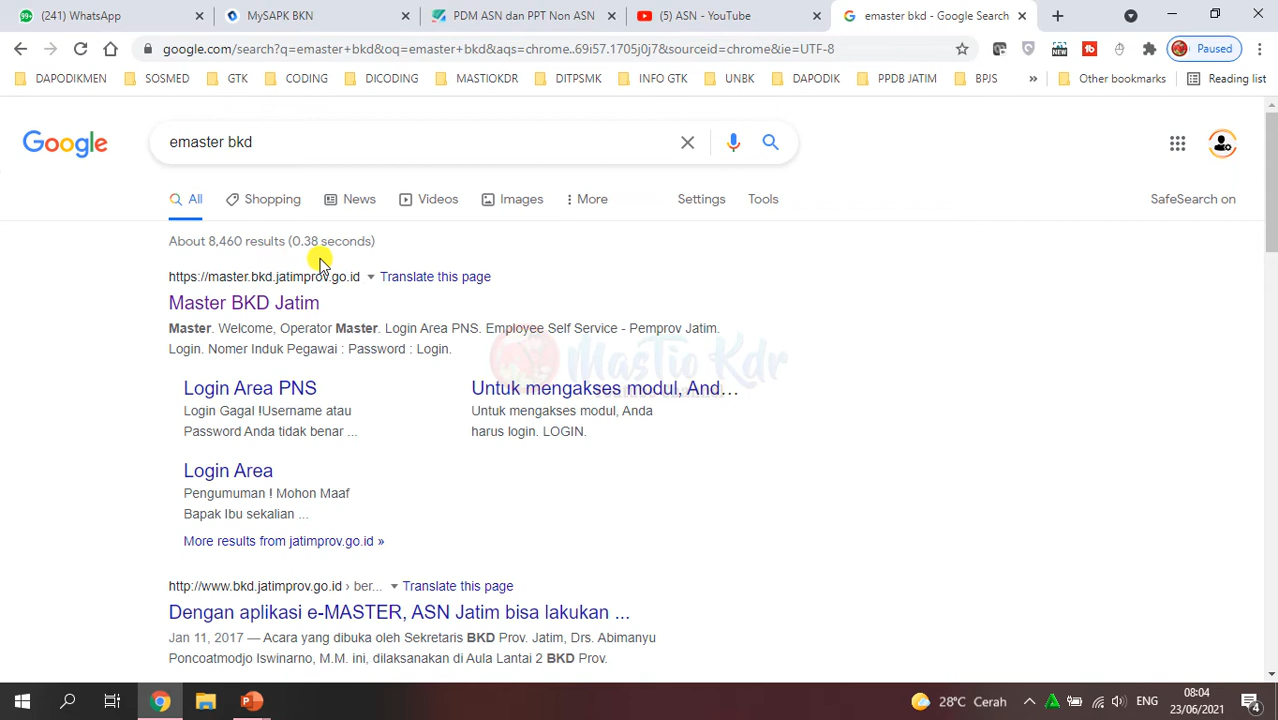 (241) WhatsApp
MySAPK BKN
PDM ASN dan PPT Non ASN
(5) ASN - YouTube
emaster bkd - Google Search
google.com/search?q=emaster+bkd&oq=emaster+bkd&aqs=chrome..69i57.1705j0j7&sourceid=chrome&ie=UTF-8
NEW
Paused
DAPODIKMEN
SOSMED
GTK
CODING
DICODING
MASTIOKDR
DITPSMK
INFO GTK
UNBK
DAPODIK
PPDB JATIM
BPJS
»
Other bookmarks
Reading list
Google
emaster bkd
All
Shopping
News
Videos
Images
More
Settings
Tools
SafeSearch on
About 8,460 results (0.38 seconds)
https://master.bkd.jatimprov.go.id
Translate this page
Master BKD Jatim
Master. Welcome, Operator Master. Login Area PNS. Employee Self Service - Pemprov Jatim.
Login. Nomer Induk Pegawai : Password : Login.
Mastio Kdr
Login Area PNS
Login Gagal !Username atau
Password Anda tidak benar ...
Untuk mengakses modul, And...
Untuk mengakses modul, Anda
harus login. LOGIN.
Login Area
Pengumuman ! Mohon Maaf
Bapak Ibu sekalian ...
More results from jatimprov.go.id »
http://www.bkd.jatimprov.go.id › ber...
Translate this page
Dengan aplikasi e-MASTER, ASN Jatim bisa lakukan ...
Jan 11, 2017 — Acara yang dibuka oleh Sekretaris BKD Prov. Jatim, Drs. Abimanyu
Poncoatmodjo Iswinarno, M.M. ini, dilaksanakan di Aula Lantai 2 BKD Prov.
28°C Cerah
ENG
08:04
23/06/2021
4